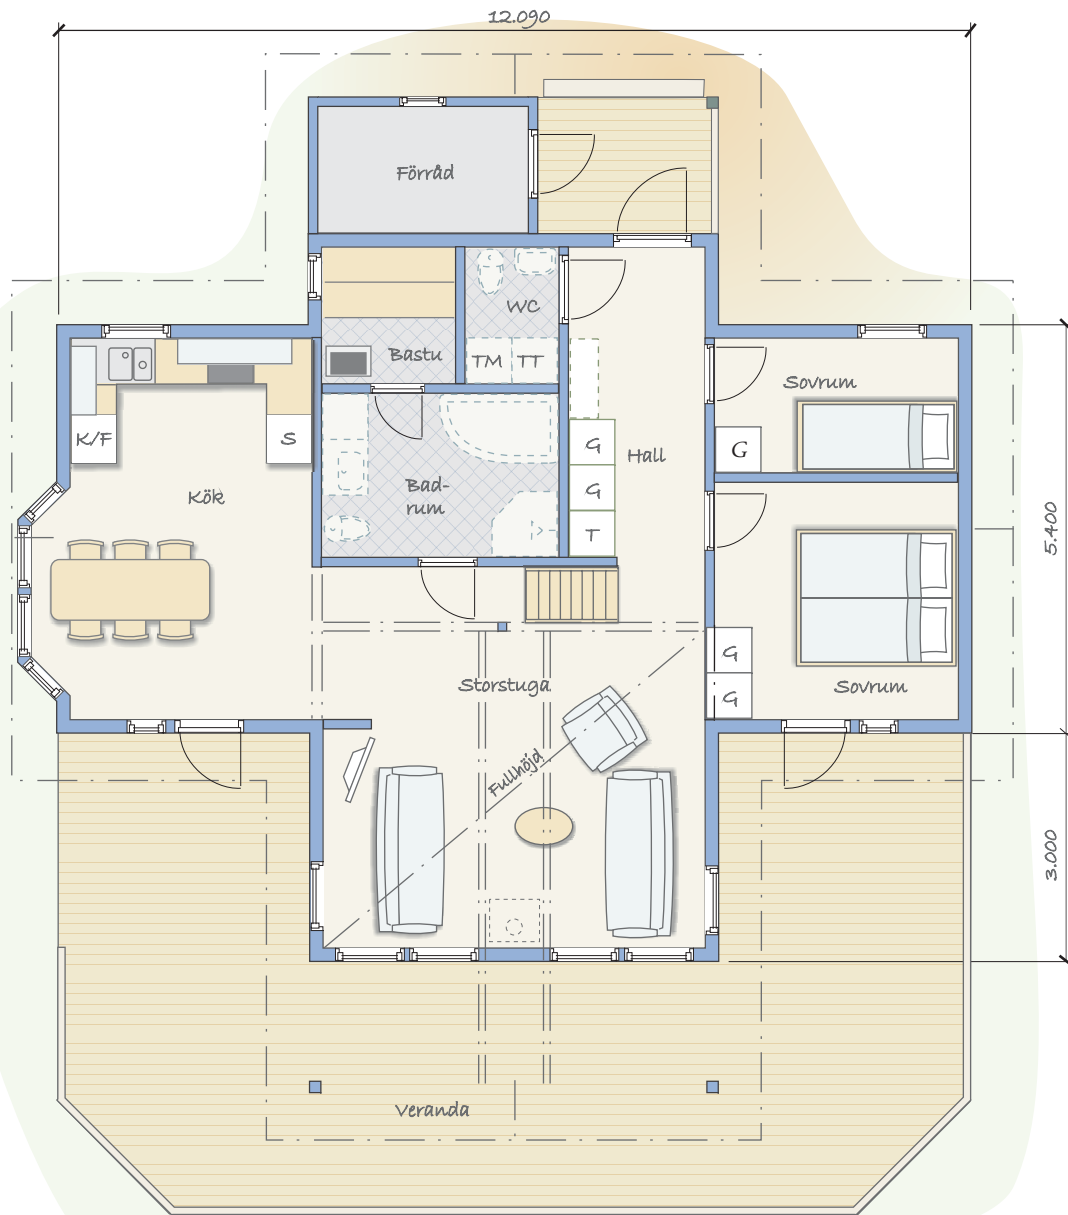 12.090
Förråd
WC
Bastu
TM TT
Sovrum
K/F
S
G
G
Hall
Kök
G
Bad-
rum
T
5.400
G
Storstuga
Sovrum
G
Fullhöjd
3.000
Veranda